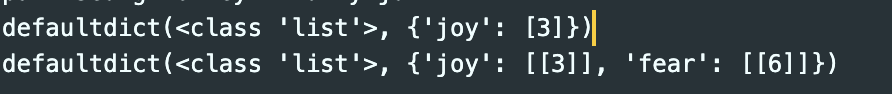 defaultdict(<class 'list'>, {'joy': [3]})
defaultdict(<class 'list'>, {'joy': [[3]], 'fear': [[6]]})